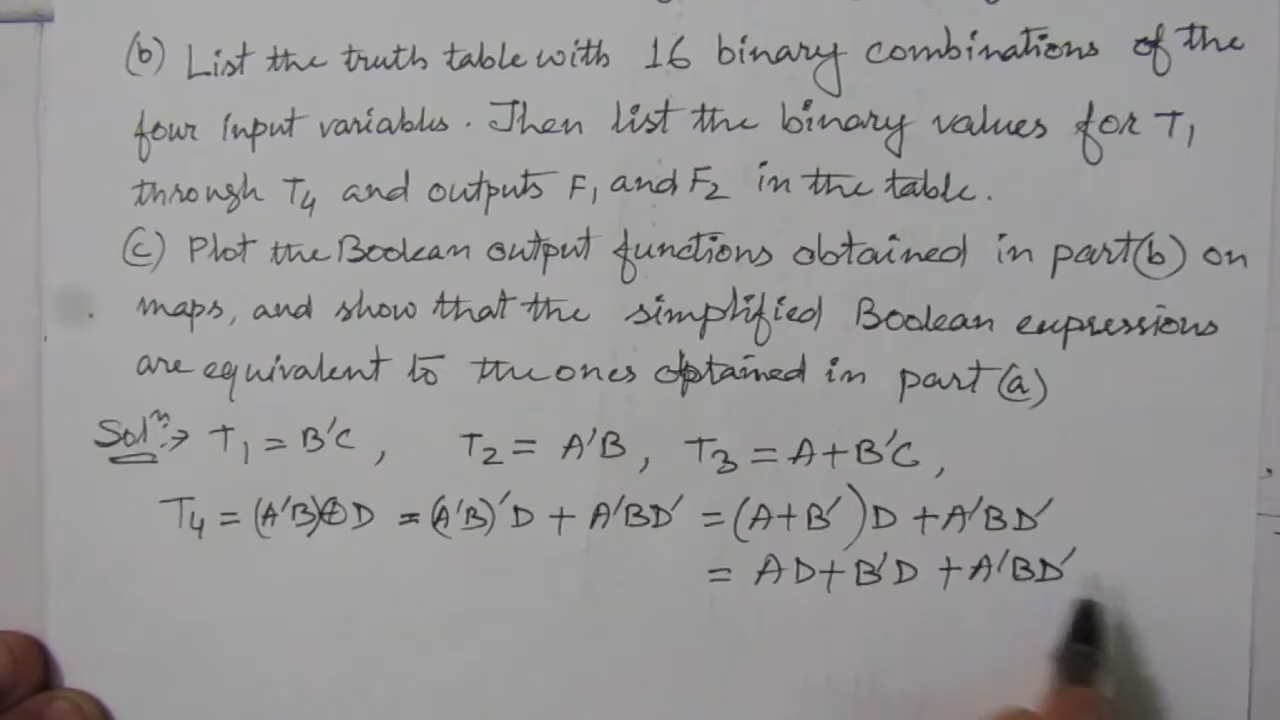 (b) List the truth table with 16 binary combinations of the
four input variables. Then list the binary values for T₁
through T₄ and outputs F₁ and F₂ in the table.
(c) Plot the Boolean output functions obtained in part(b) on
maps, and show that the simplified Boolean expressions
are equivalent to the ones obtained in part (a)
Solⁿ:→ T₁ = B'C, T₂ = A'B, T₃ = A+B'C,
T₄ = (A'B)⊕D = (A'B)'D + A'BD' = (A+B')D + A'BD'
= AD+B'D + A'BD'